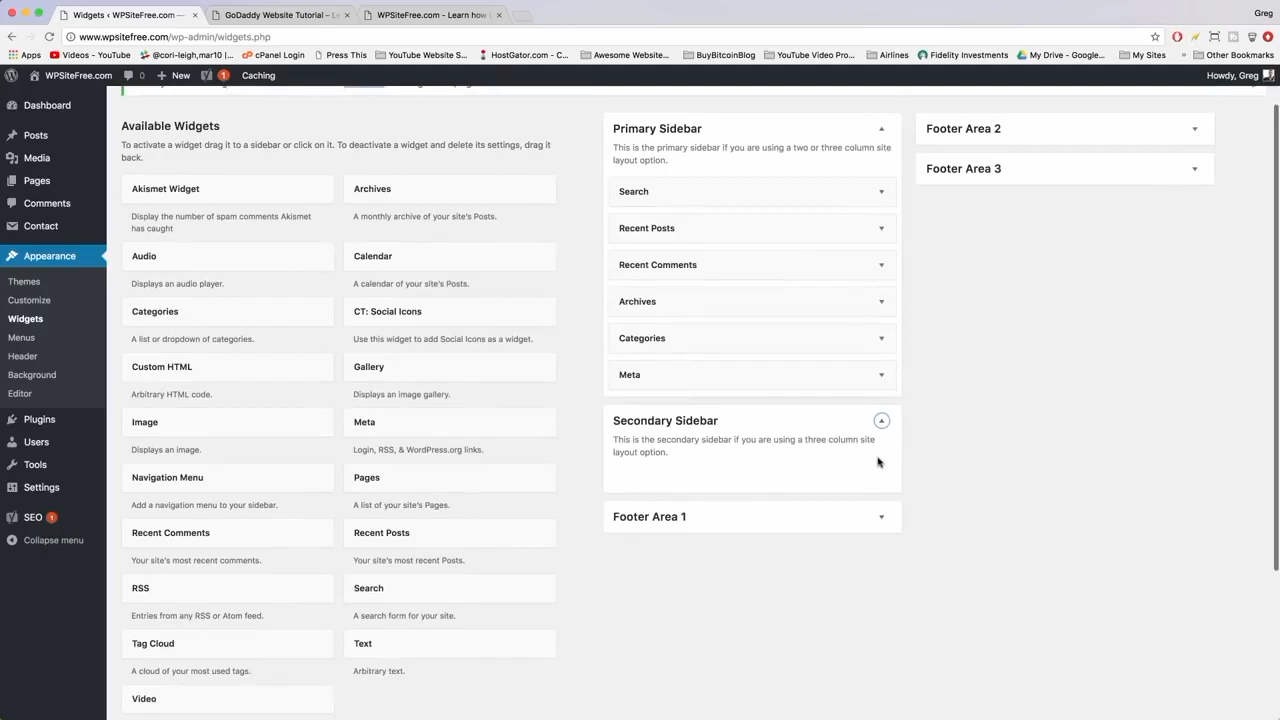 Widgets ‹ WPSiteFree.com —
GoDaddy Website Tutorial – Le
WPSiteFree.com - Learn how
Greg
www.wpsitefree.com/wp-admin/widgets.php
Apps
Videos - YouTube
@cori-leigh,mar10 |...
cPanel Login
Press This
YouTube Website S...
HostGator.com - C...
Awesome Website...
BuyBitcoinBlog
YouTube Video Pro...
Airlines
Fidelity Investments
My Drive - Google...
My Sites
Other Bookmarks
WPSiteFree.com
0
New
1
Caching
Howdy, Greg
Dashboard
Posts
Media
Pages
Comments
Contact
Appearance
Themes
Customize
Widgets
Menus
Header
Background
Editor
Plugins
Users
Tools
Settings
SEO 1
Collapse menu
Available Widgets
To activate a widget drag it to a sidebar or click on it. To deactivate a widget and delete its settings, drag it
back.
Akismet Widget
Display the number of spam comments Akismet
has caught
Archives
A monthly archive of your site's Posts.
Audio
Displays an audio player.
Calendar
A calendar of your site's Posts.
Categories
A list or dropdown of categories.
CT: Social Icons
Use this widget to add Social Icons as a widget.
Custom HTML
Arbitrary HTML code.
Gallery
Displays an image gallery.
Image
Displays an image.
Meta
Login, RSS, & WordPress.org links.
Navigation Menu
Add a navigation menu to your sidebar.
Pages
A list of your site's Pages.
Recent Comments
Your site's most recent comments.
Recent Posts
Your site's most recent Posts.
RSS
Entries from any RSS or Atom feed.
Search
A search form for your site.
Tag Cloud
A cloud of your most used tags.
Text
Arbitrary text.
Video
Primary Sidebar
This is the primary sidebar if you are using a two or three column site
layout option.
Search
Recent Posts
Recent Comments
Archives
Categories
Meta
Secondary Sidebar
This is the secondary sidebar if you are using a three column site
layout option.
Footer Area 1
Footer Area 2
Footer Area 3